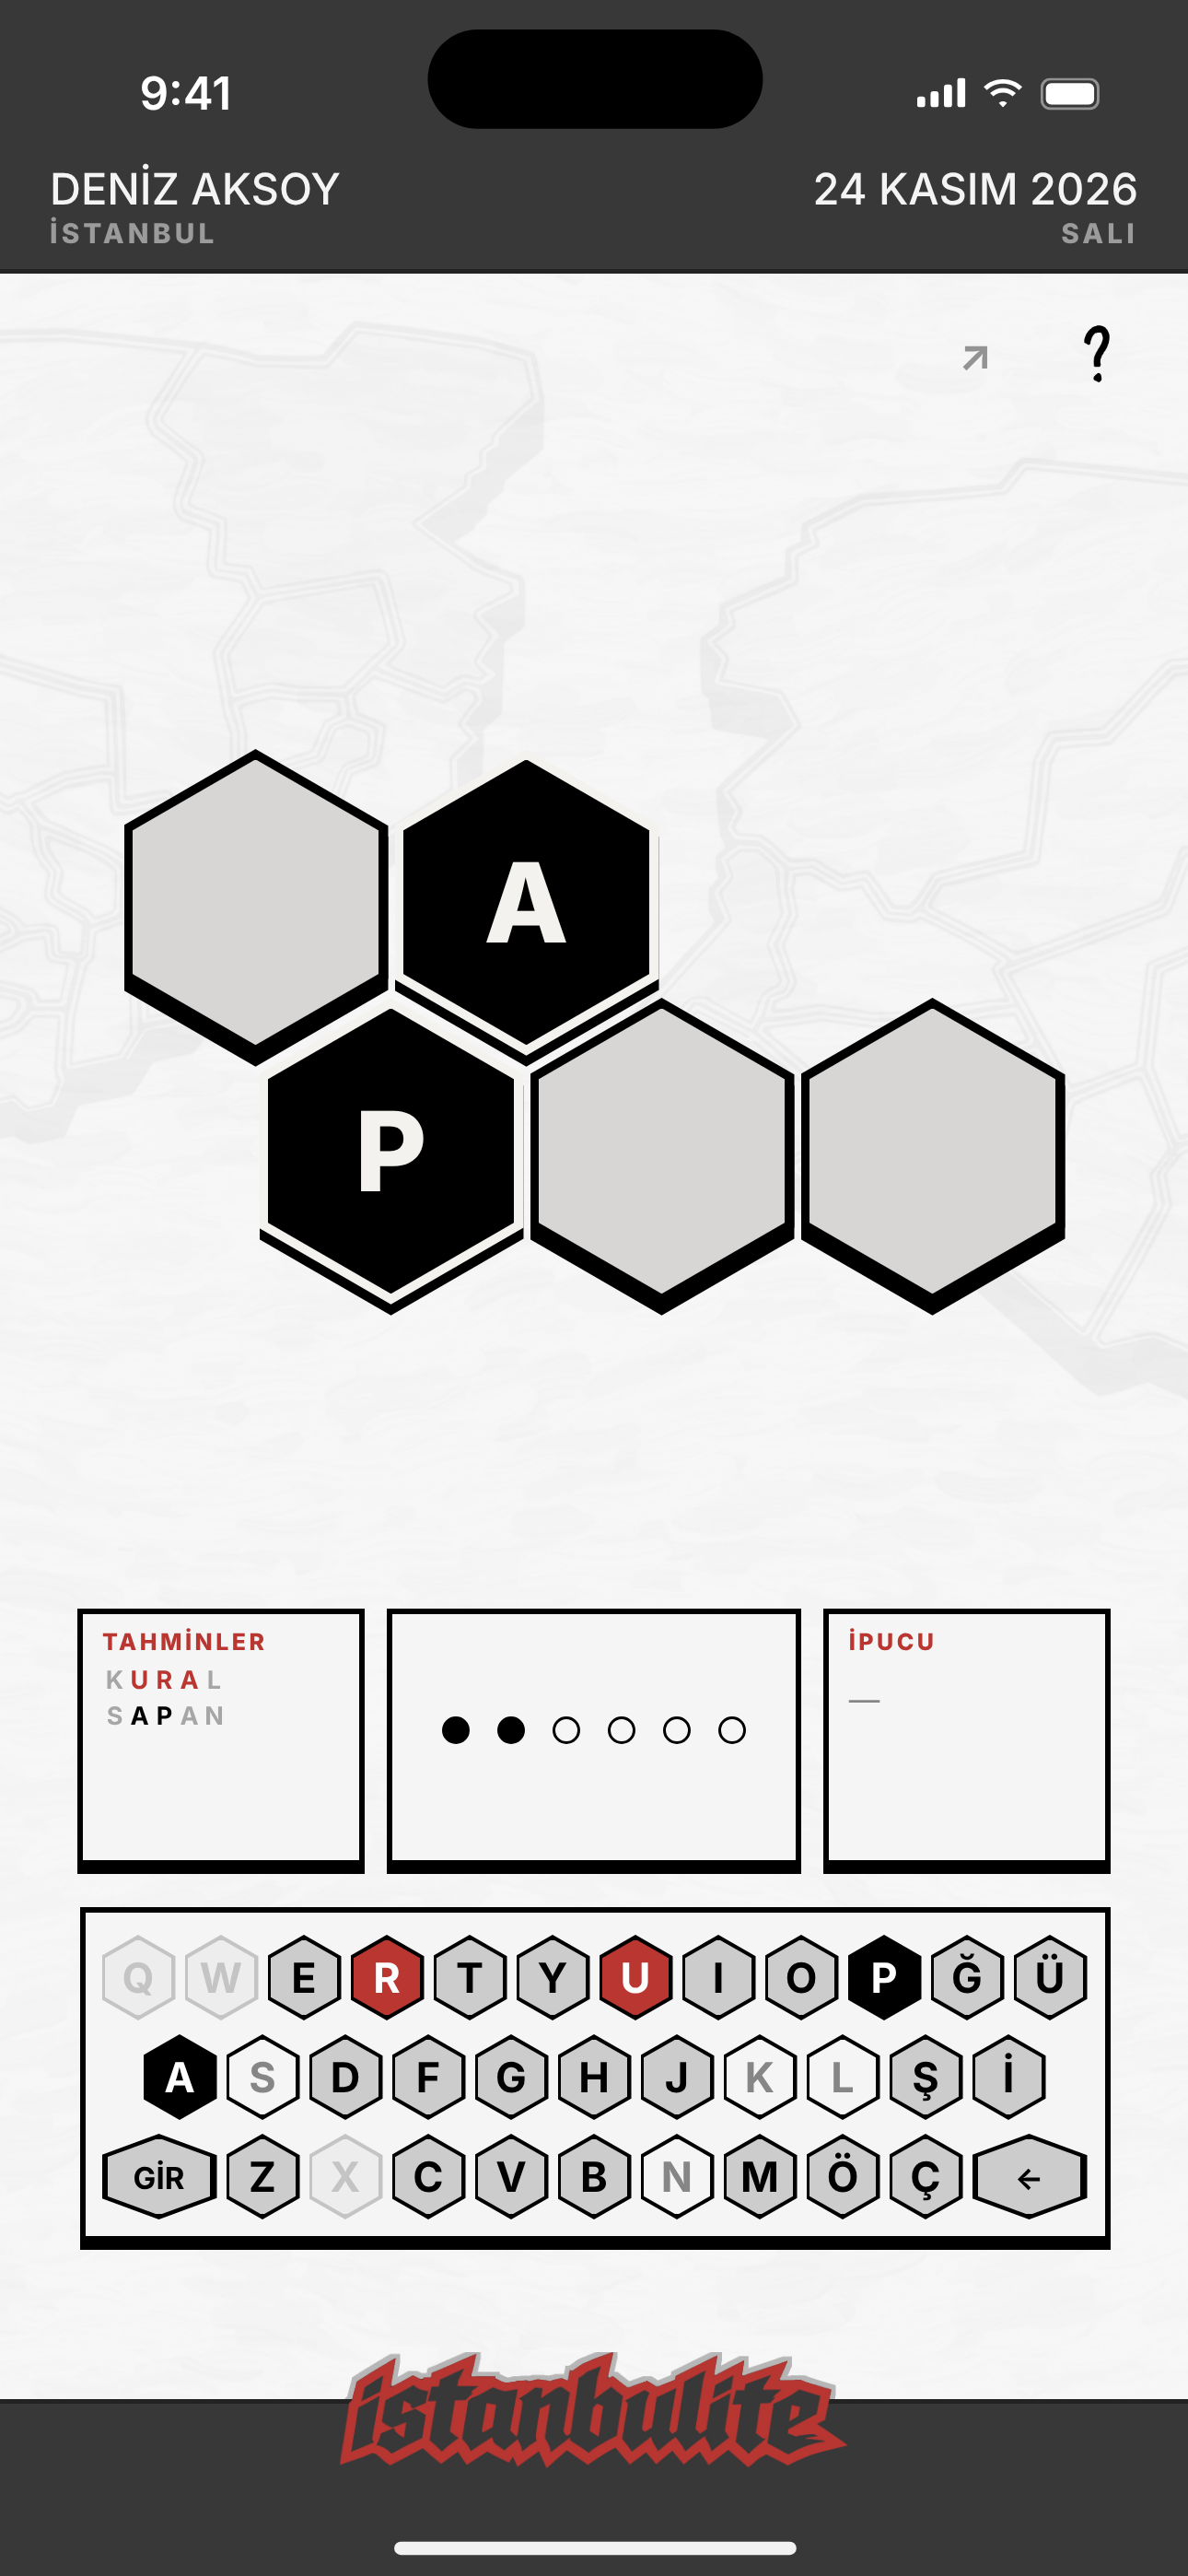 9:41
DENİZ AKSOY
24 KASIM 2026
İSTANBUL
SALI
?
A
P
TAHMİNLER
KURAL
SAPAN
İPUCU
—
Q W E R T Y U I O P Ğ Ü
A S D F G H J K L Ş İ
GİR Z X C V B N M Ö Ç ←
istanbulite